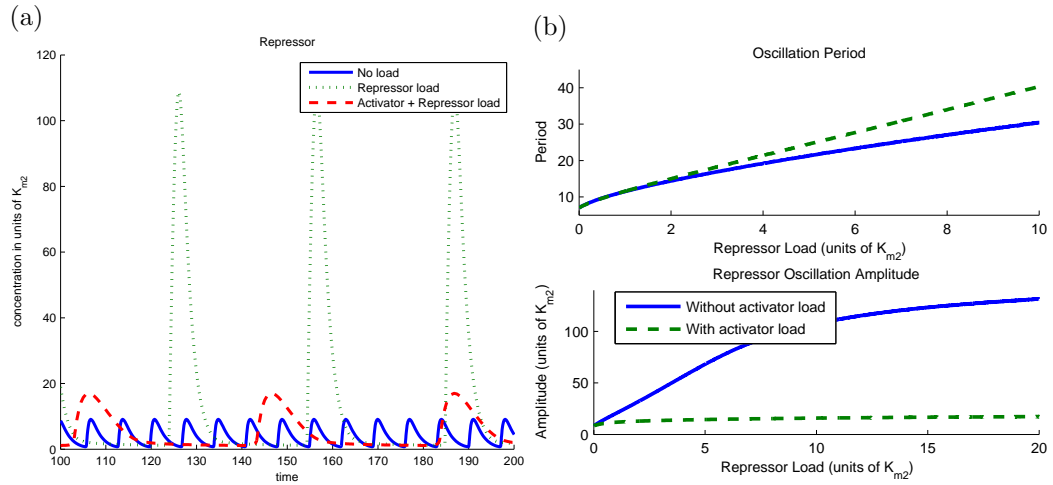 (a)
Repressor
120
100
80
60
40
20
0
concentration in units of K_m2
No load
Repressor load
Activator + Repressor load
100 110 120 130 140 150 160 170 180 190 200
time
(b)
Oscillation Period
40
30
20
10
Period
0 2 4 6 8 10
Repressor Load (units of K_m2)
Repressor Oscillation Amplitude
100
50
0
Amplitude (units of K_m2)
Without activator load
With activator load
0 5 10 15 20
Repressor Load (units of K_m2)